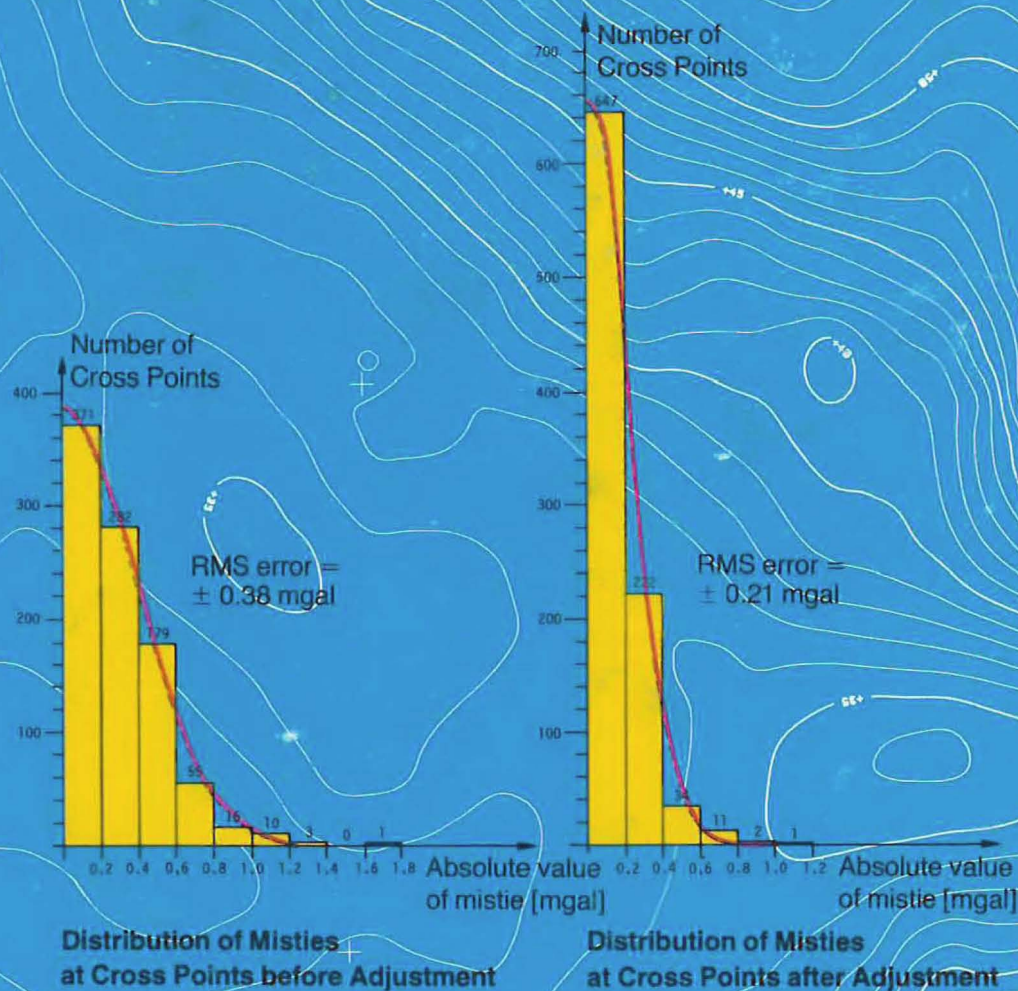 Number of
Cross Points
400
300
200
100
371
282
179
55
16
10
3
0
1
RMS error =
± 0.38 mgal
0.2 0.4 0.6 0.8 1.0 1.2 1.4 1.6 1.8
Absolute value
of mistie [mgal]
Distribution of Misties
at Cross Points before Adjustment
+35
Number of
Cross Points
700
600
500
400
300
200
100
647
222
34
11
2
1
RMS error =
± 0.21 mgal
0.2 0.4 0.6 0.8 1.0 1.2
Absolute value
of mistie [mgal]
Distribution of Misties
at Cross Points after Adjustment
+45
+35